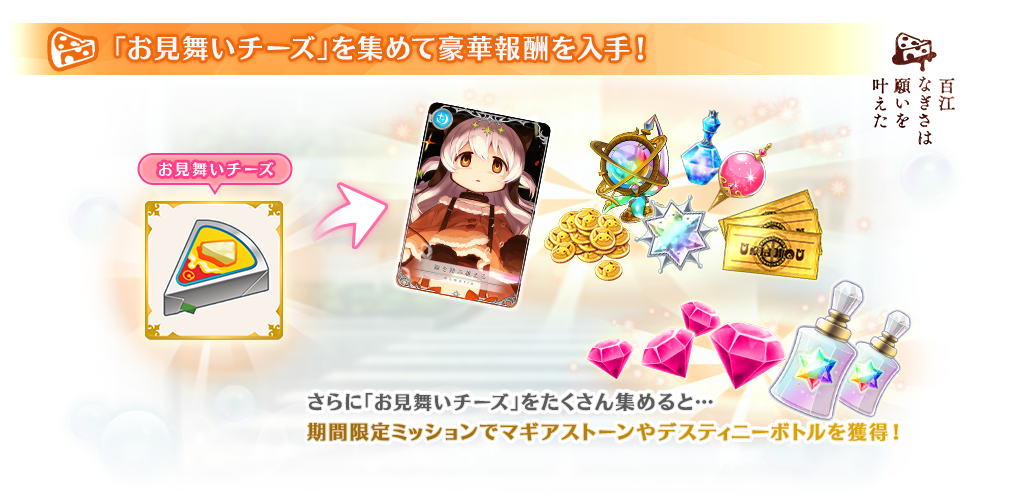 「お見舞いチーズ」を集めて豪華報酬を入手！
百江
なぎさは
願いを
叶えた
お見舞いチーズ
さらに「お見舞いチーズ」をたくさん集めると…
期間限定ミッションでマギアストーンやデスティニーボトルを獲得！